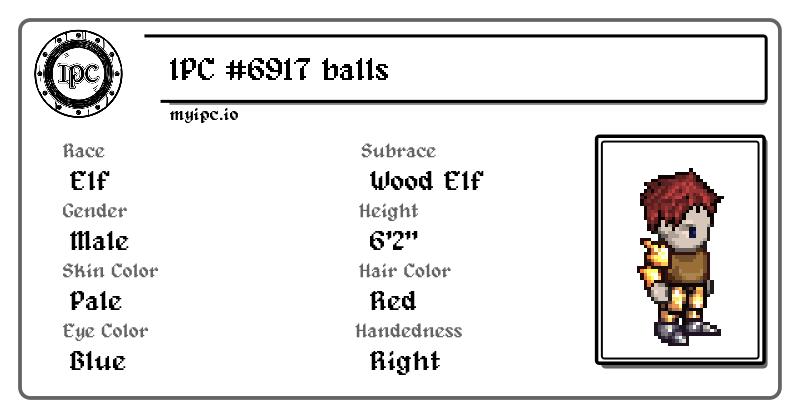 IPC
IPC #6917 balls
myipc.io
Race
Elf
Subrace
Wood Elf
Gender
Male
Height
6'2"
Skin Color
Pale
Hair Color
Red
Eye Color
Blue
Handedness
Right